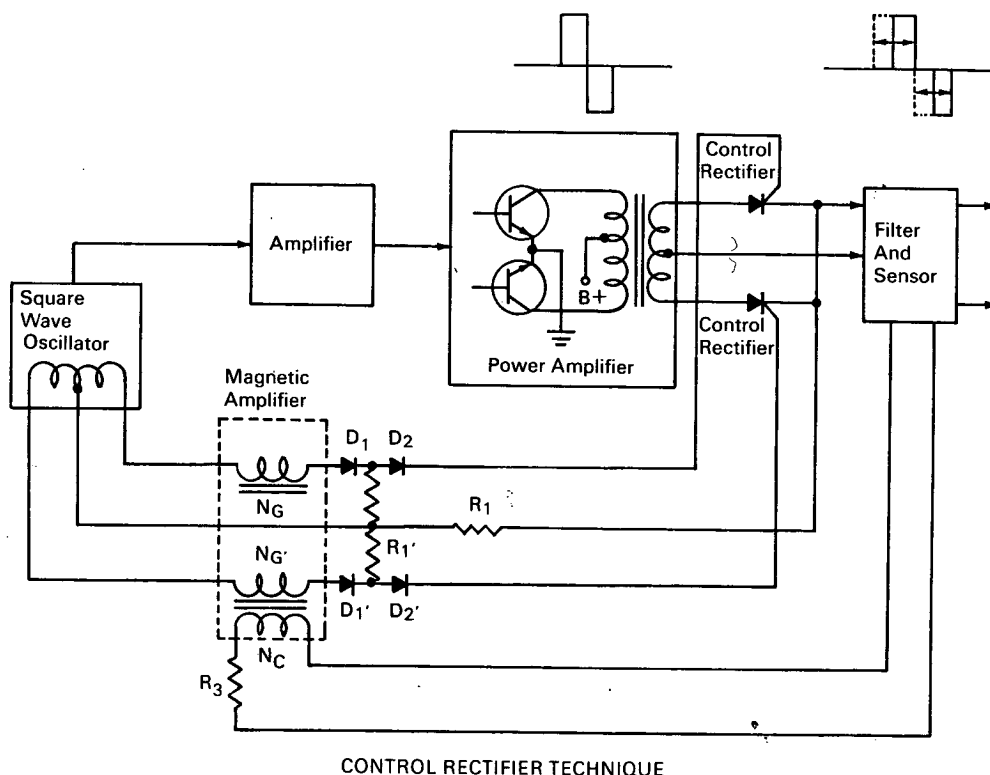 Control
Rectifier
Amplifier
B+
Power Amplifier
Control
Rectifier
Filter
And
Sensor
Square
Wave
Oscillator
Magnetic
Amplifier
D1
D2
NG
R1
NG'
R1'
D1'
D2'
NC
R3
CONTROL RECTIFIER TECHNIQUE